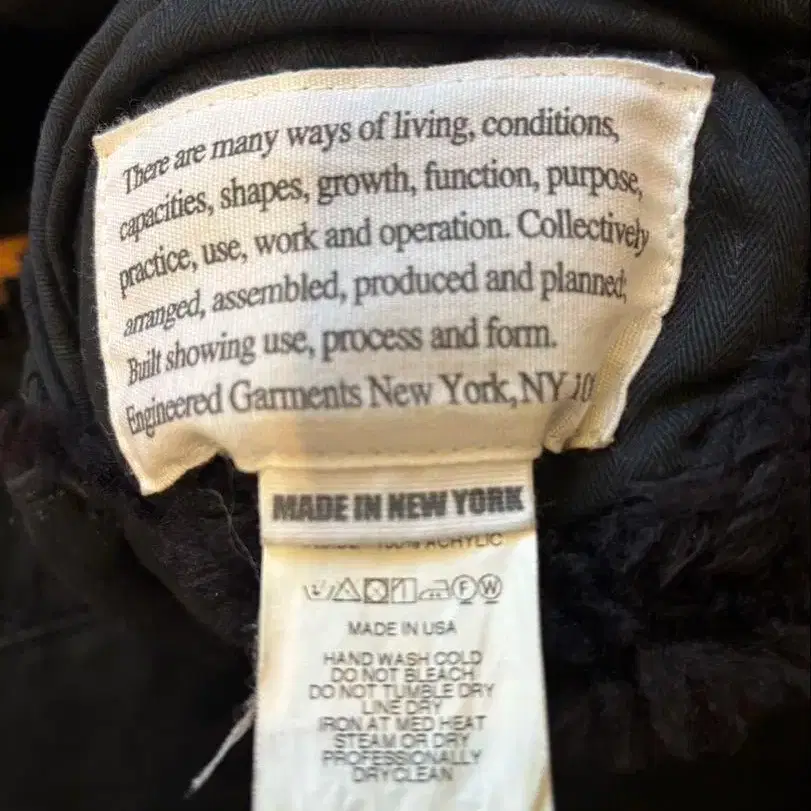 There are many ways of living, conditions,
capacities, shapes, growth, function, purpose,
practice, use, work and operation. Collectively
arranged, assembled, produced and planned;
Built showing use, process and form.
Engineered Garments New York, NY 10
MADE IN NEW YORK
100% ACRYLIC
F W
MADE IN USA
HAND WASH COLD
DO NOT BLEACH
DO NOT TUMBLE DRY
LINE DRY
IRON AT MED HEAT
STEAM OR DRY
PROFESSIONALLY
DRYCLEAN